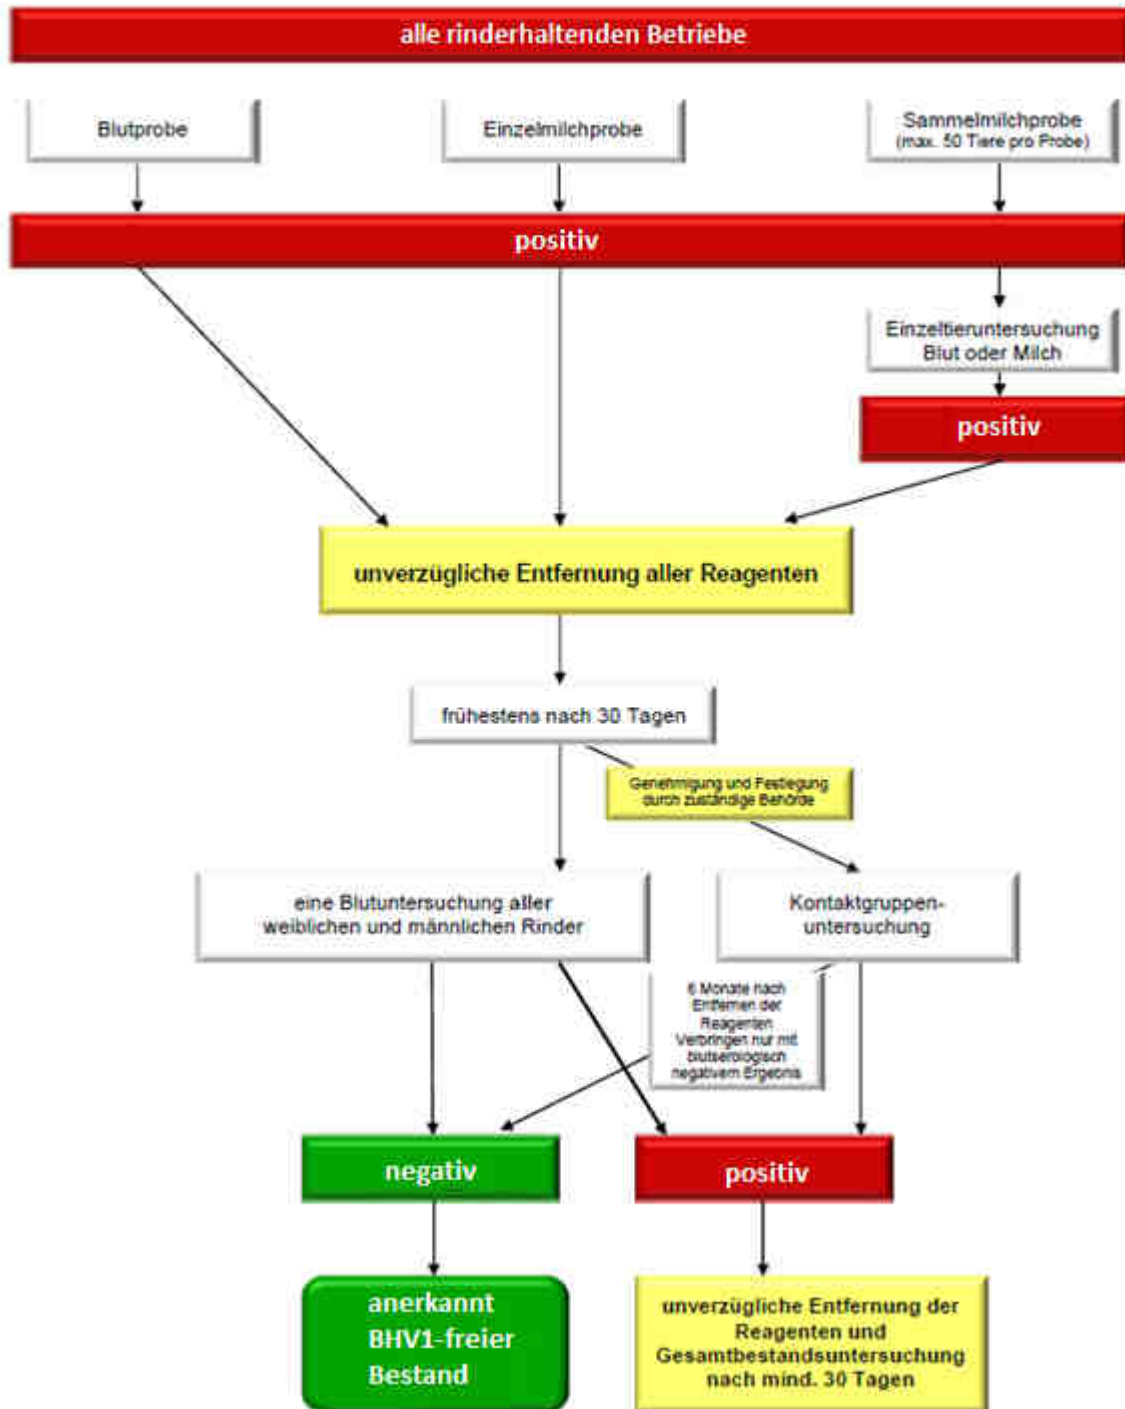 alle rinderhaltenden Betriebe
Blutprobe
Einzelmilchprobe
Sammelmilchprobe
(max. 50 Tiere pro Probe)
positiv
Einzeltieruntersuchung
Blut oder Milch
positiv
unverzügliche Entfernung aller Reagenten
frühestens nach 30 Tagen
Genehmigung und Festlegung
durch zuständige Behörde
eine Blutuntersuchung aller
weiblichen und männlichen Rinder
Kontaktgruppen-
untersuchung
6 Monate nach
Entfernen der
Reagenten
Verbringen nur mit
blutserologisch
negativem Ergebnis
negativ
positiv
anerkannt
BHV1-freier
Bestand
unverzügliche Entfernung der
Reagenten und
Gesamtbestandsuntersuchung
nach mind. 30 Tagen